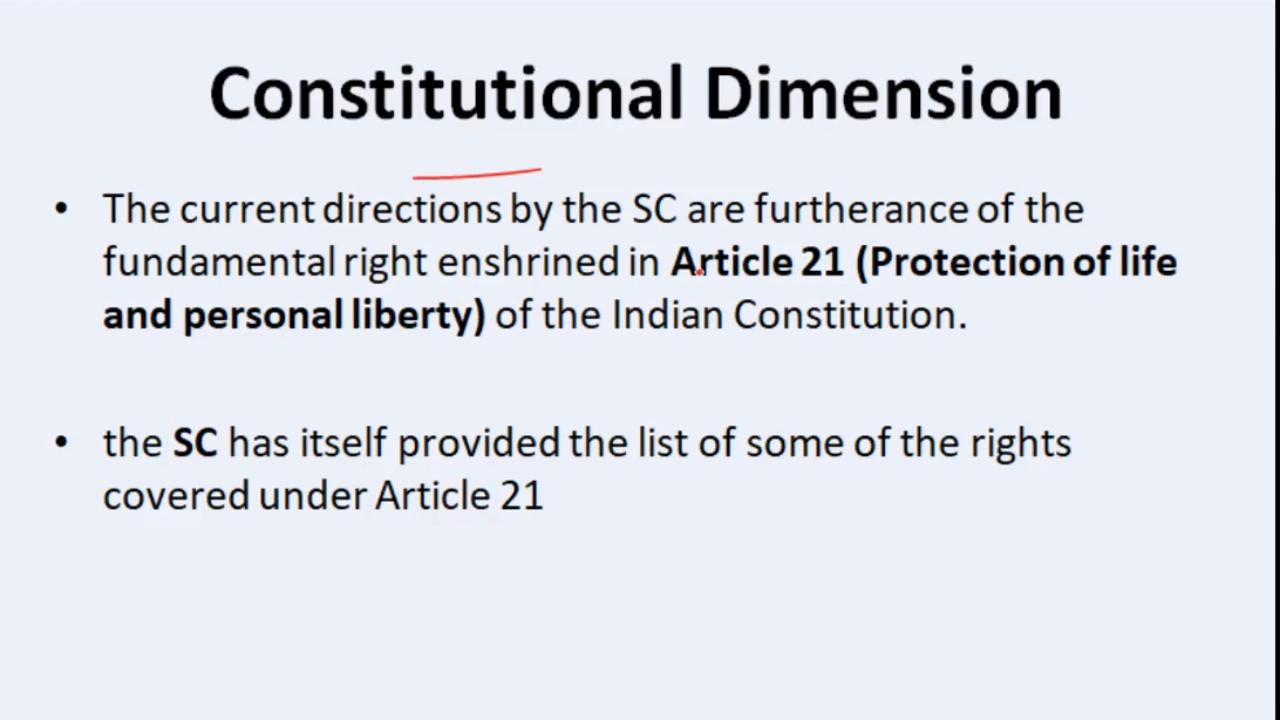 Constitutional Dimension
• The current directions by the SC are furtherance of the
fundamental right enshrined in Article 21 (Protection of life
and personal liberty) of the Indian Constitution.
• the SC has itself provided the list of some of the rights
covered under Article 21